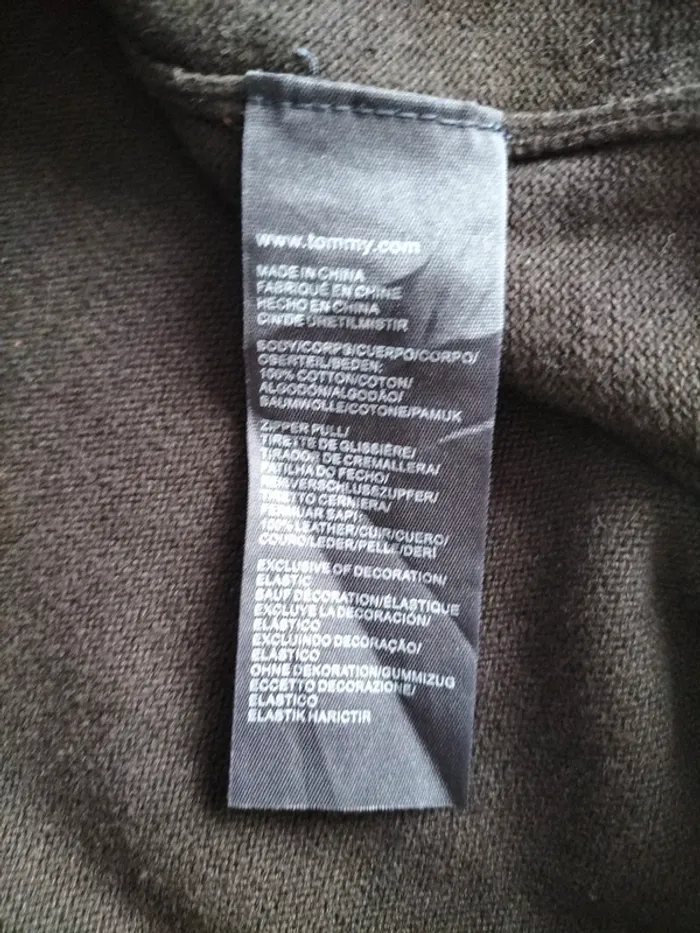 www.tommy.com
MADE IN CHINA
FABRIQUÉ EN CHINE
HECHO EN CHINA
CIN'DE ÜRETILMISTIR
BODY/CORPS/CUERPO/CORPO/
OBERTEIL/BEDEN:
100% COTTON/COTON/
ALGODÓN/ALGODÃO/
BAUMWOLLE/COTONE/PAMUK
ZIPPER PULL/
TIRETTE DE GLISSIÈRE/
TIRADOR DE CREMALLERA/
PATILHA DO FECHO/
REIßVERSCHLUSSZUPFER/
TIRETTO CERNIERA/
FERMUAR SAPI:
100% LEATHER/CUIR/CUERO/
COURO/LEDER/PELLE/DERİ
EXCLUSIVE OF DECORATION/
ELASTIC
SAUF DÉCORATION/ÉLASTIQUE
EXCLUYE LA DECORACIÓN/
ELÁSTICO
EXCLUINDO DECORAÇÃO/
ELÁSTICO
OHNE DEKORATION/GUMMIZUG
ECCETTO DECORAZIONE/
ELASTICO
ELASTIK HARICTIR